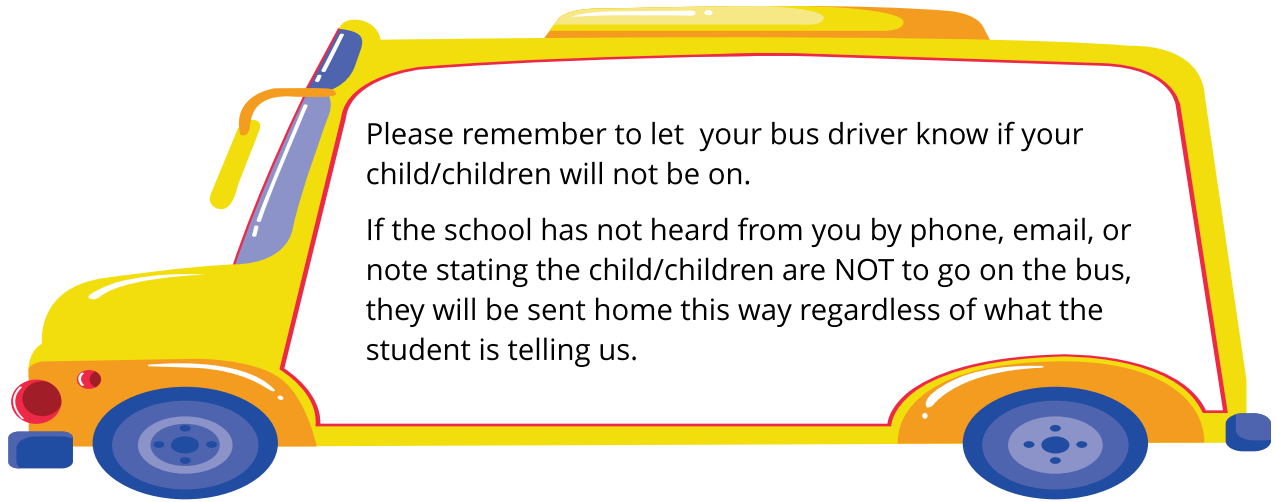 Please remember to let  your bus driver know if your
child/children will not be on.
If the school has not heard from you by phone, email, or
note stating the child/children are NOT to go on the bus,
they will be sent home this way regardless of what the
student is telling us.